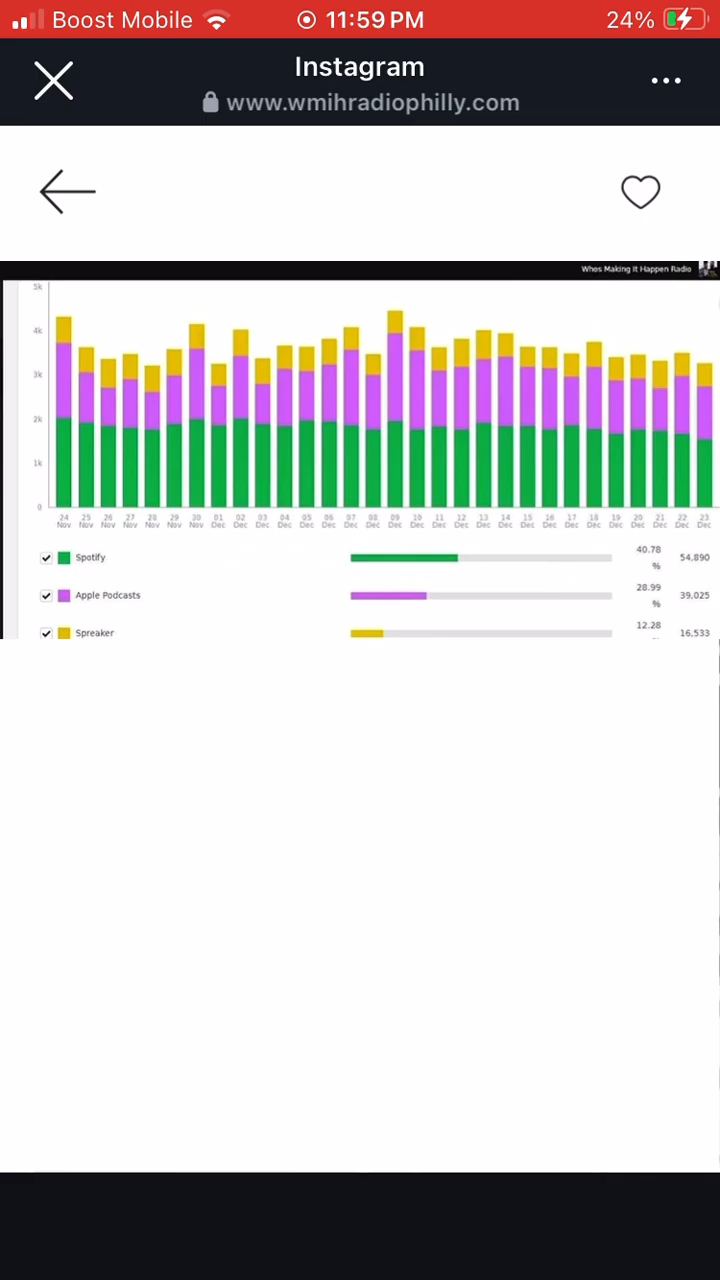 Boost Mobile 11:59 PM 24%
Instagram
www.wmihradiophilly.com
Whos Making It Happen Radio
5k
4k
3k
2k
1k
0
24 Nov 25 Nov 26 Nov 27 Nov 28 Nov 29 Nov 30 Nov 01 Dec 02 Dec 03 Dec 04 Dec 05 Dec 06 Dec 07 Dec 08 Dec 09 Dec 10 Dec 11 Dec 12 Dec 13 Dec 14 Dec 15 Dec 16 Dec 17 Dec 18 Dec 19 Dec 20 Dec 21 Dec 22 Dec 23 Dec
Spotify 40.78 % 54,890
Apple Podcasts 28.99 % 39,025
Spreaker 12.28 16,533